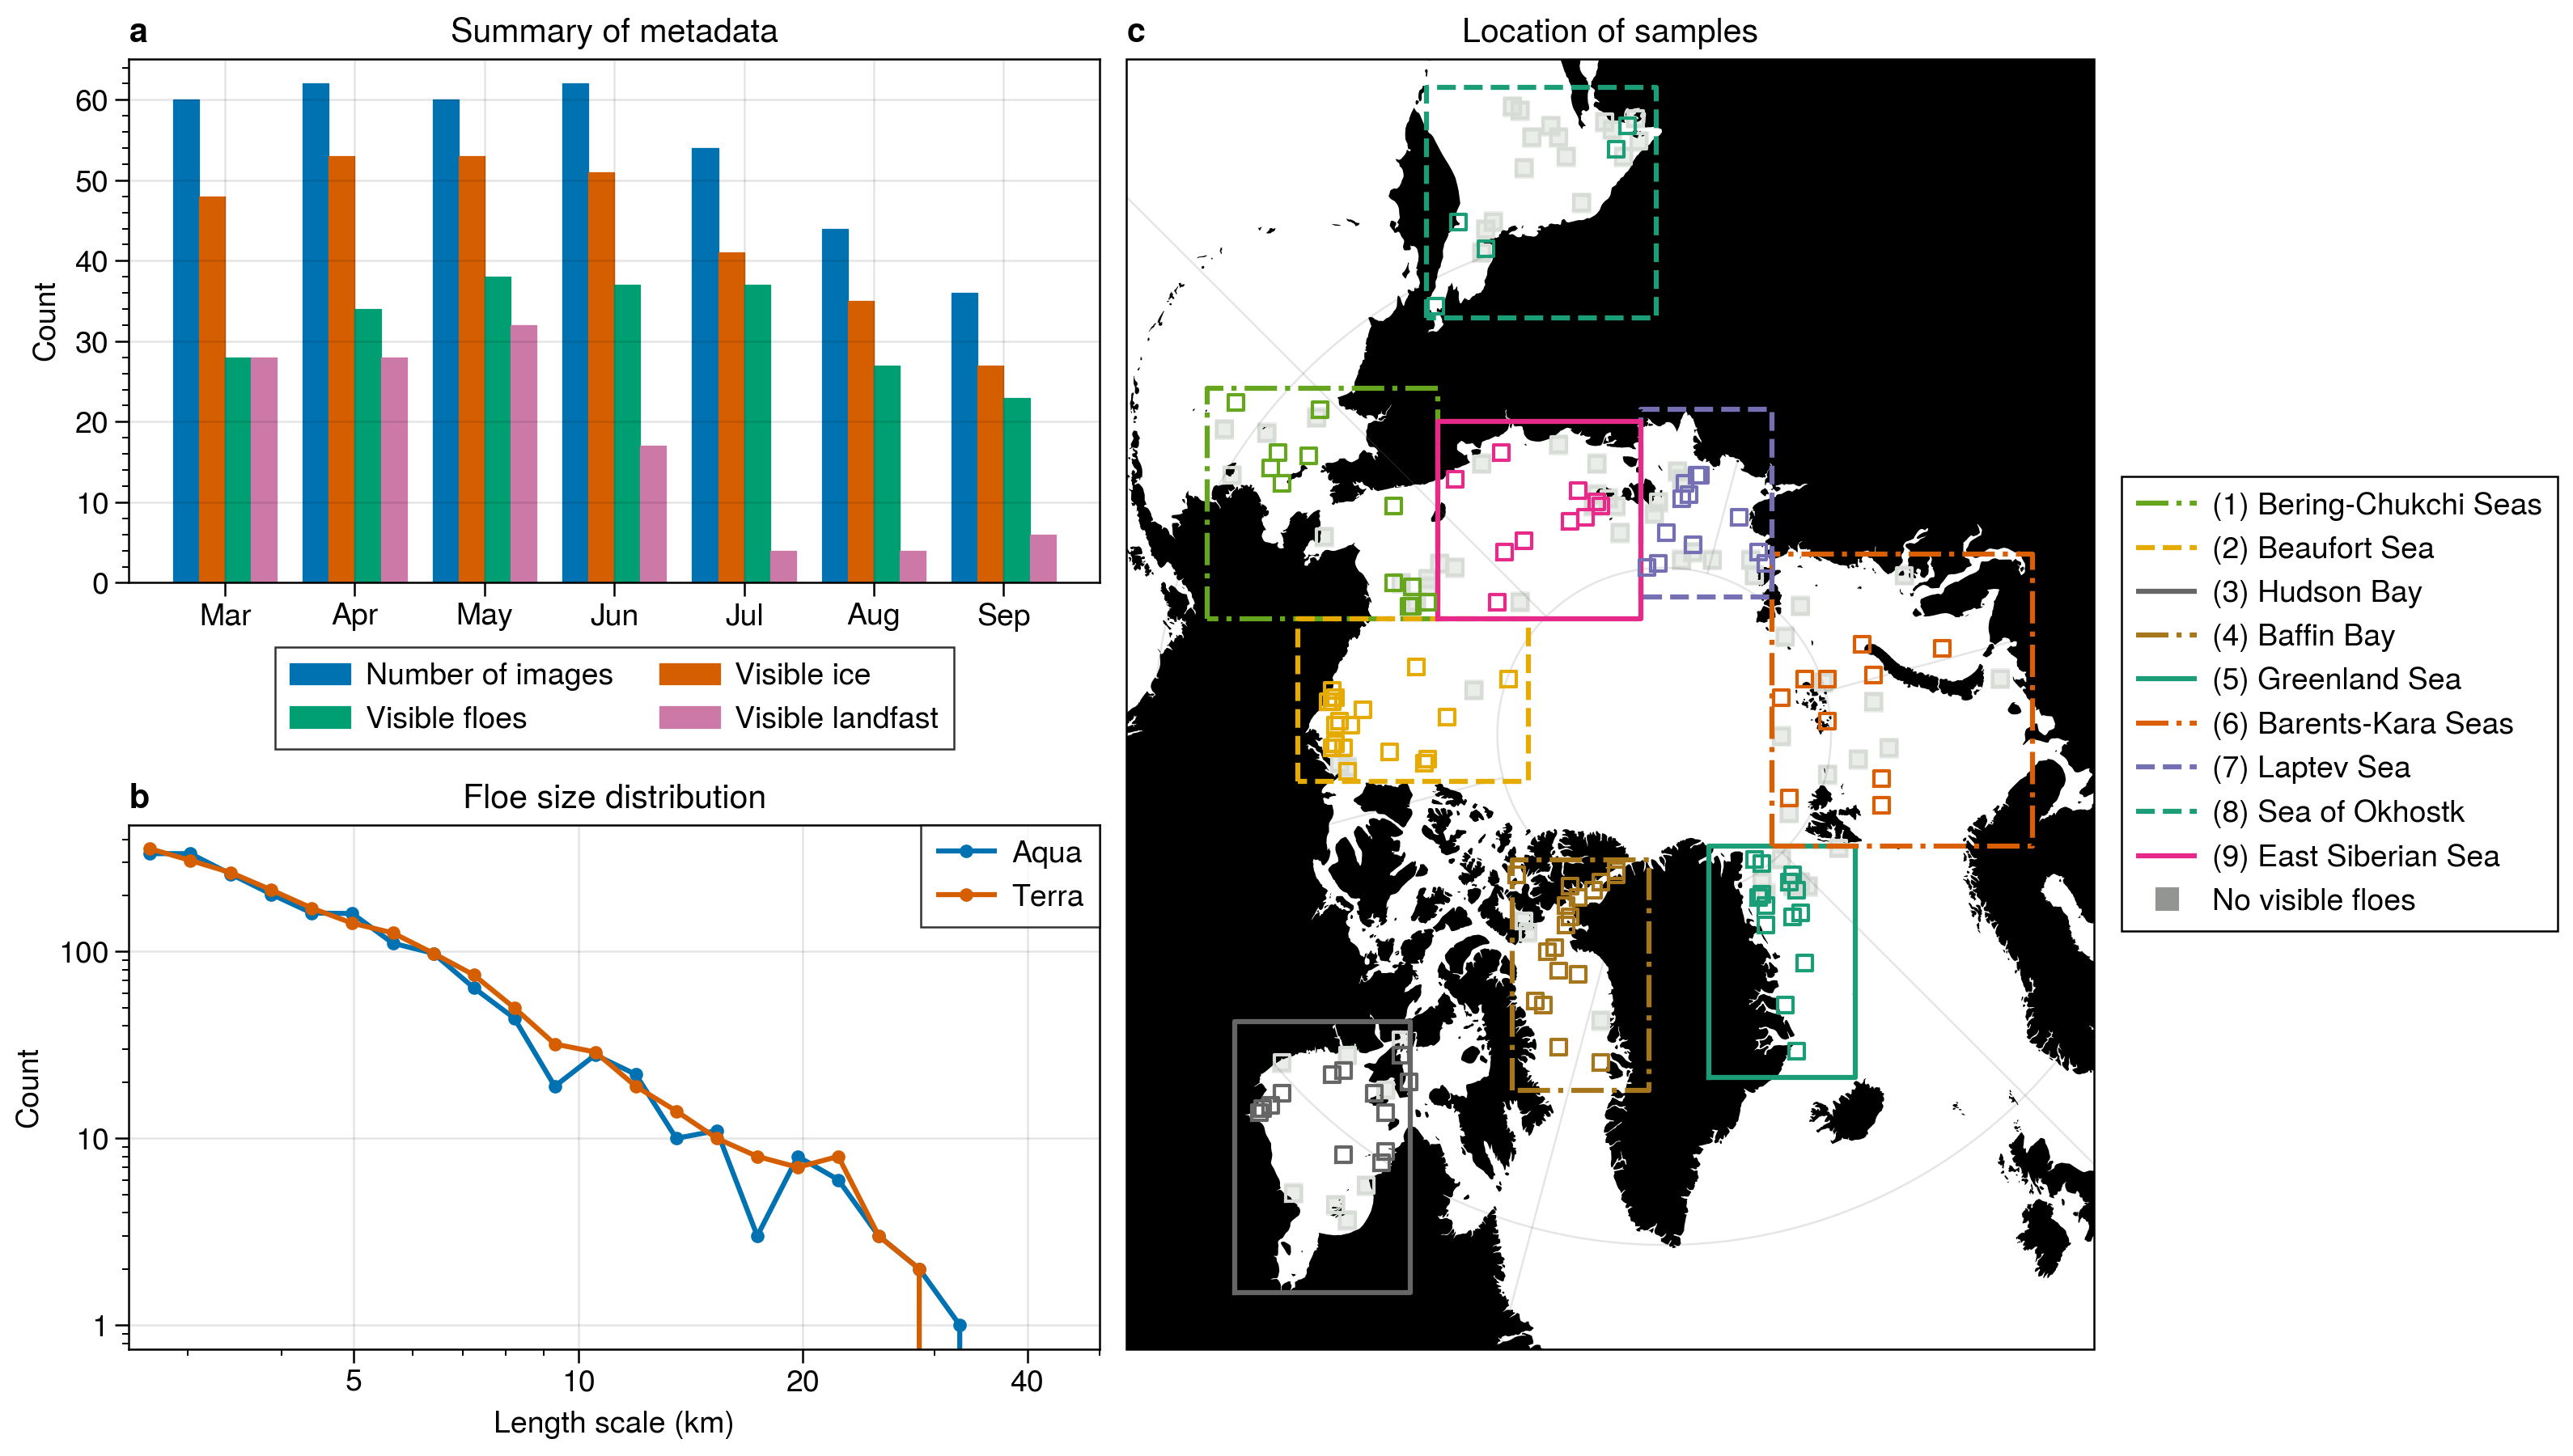 a Summary of metadata
Count
60
50
40
30
20
10
0
Mar Apr May Jun Jul Aug Sep
Number of images
Visible ice
Visible floes
Visible landfast
b Floe size distribution
Count
100
10
1
Aqua
Terra
5 10 20 40
Length scale (km)
c Location of samples
(1) Bering-Chukchi Seas
(2) Beaufort Sea
(3) Hudson Bay
(4) Baffin Bay
(5) Greenland Sea
(6) Barents-Kara Seas
(7) Laptev Sea
(8) Sea of Okhostk
(9) East Siberian Sea
No visible floes